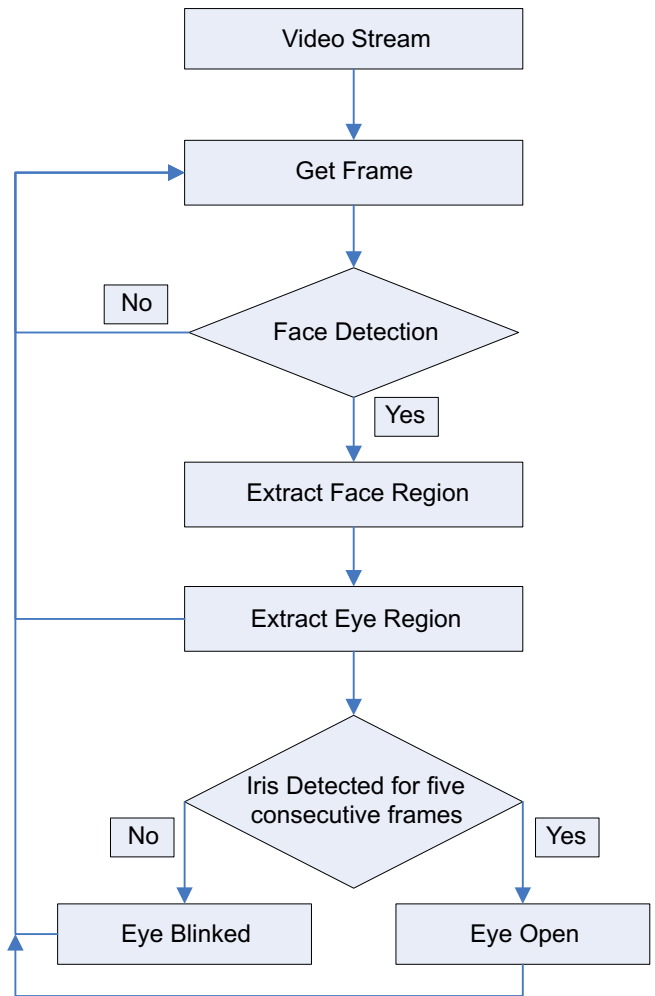 Video Stream
Get Frame
No
Face Detection
Yes
Extract Face Region
Extract Eye Region
Iris Detected for five
consecutive frames
No
Yes
Eye Blinked
Eye Open